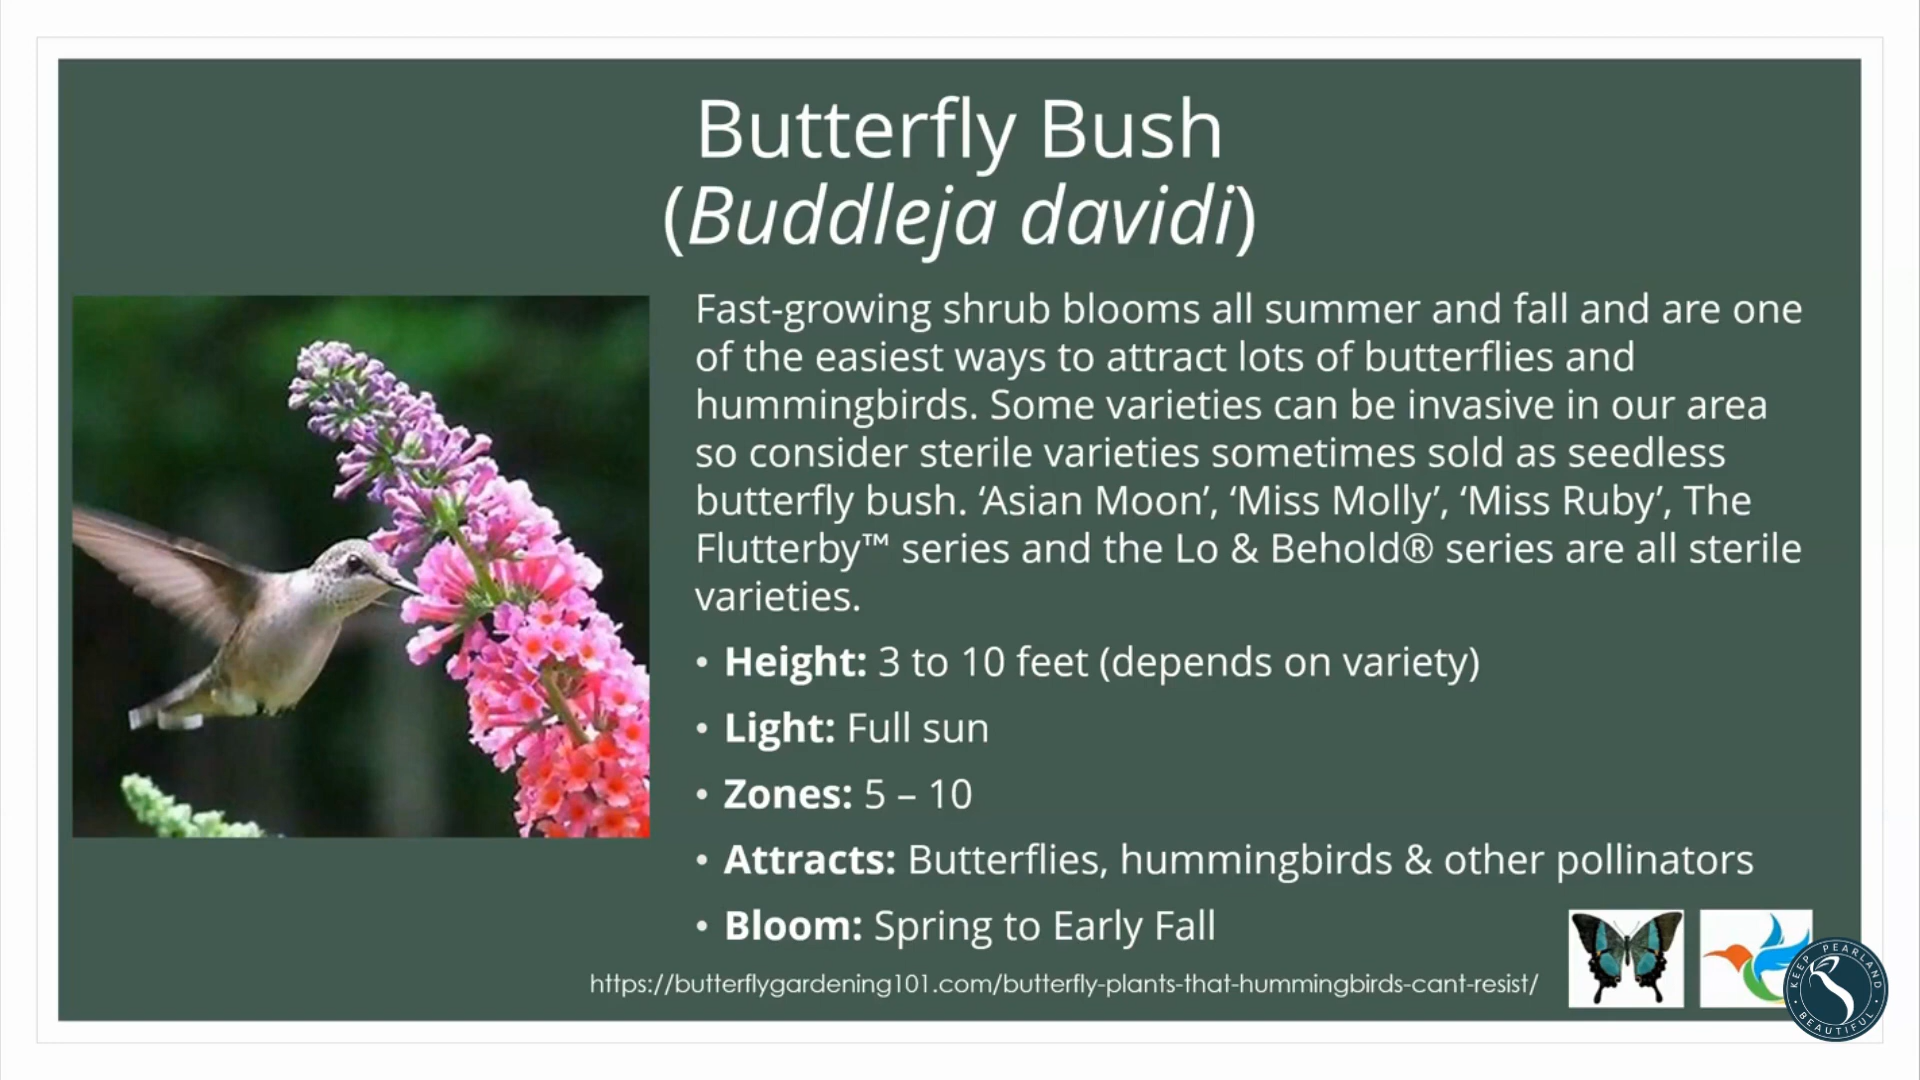 Butterfly Bush
(Buddleja davidi)
Fast-growing shrub blooms all summer and fall and are one
of the easiest ways to attract lots of butterflies and
hummingbirds. Some varieties can be invasive in our area
so consider sterile varieties sometimes sold as seedless
butterfly bush. ‘Asian Moon’, ‘Miss Molly’, ‘Miss Ruby’, The
Flutterby™ series and the Lo & Behold® series are all sterile
varieties.
• Height: 3 to 10 feet (depends on variety)
• Light: Full sun
• Zones: 5 – 10
• Attracts: Butterflies, hummingbirds & other pollinators
• Bloom: Spring to Early Fall
https://butterflygardening101.com/butterfly-plants-that-hummingbirds-cant-resist/
KEEP PEARLAND
BEAUTIFUL